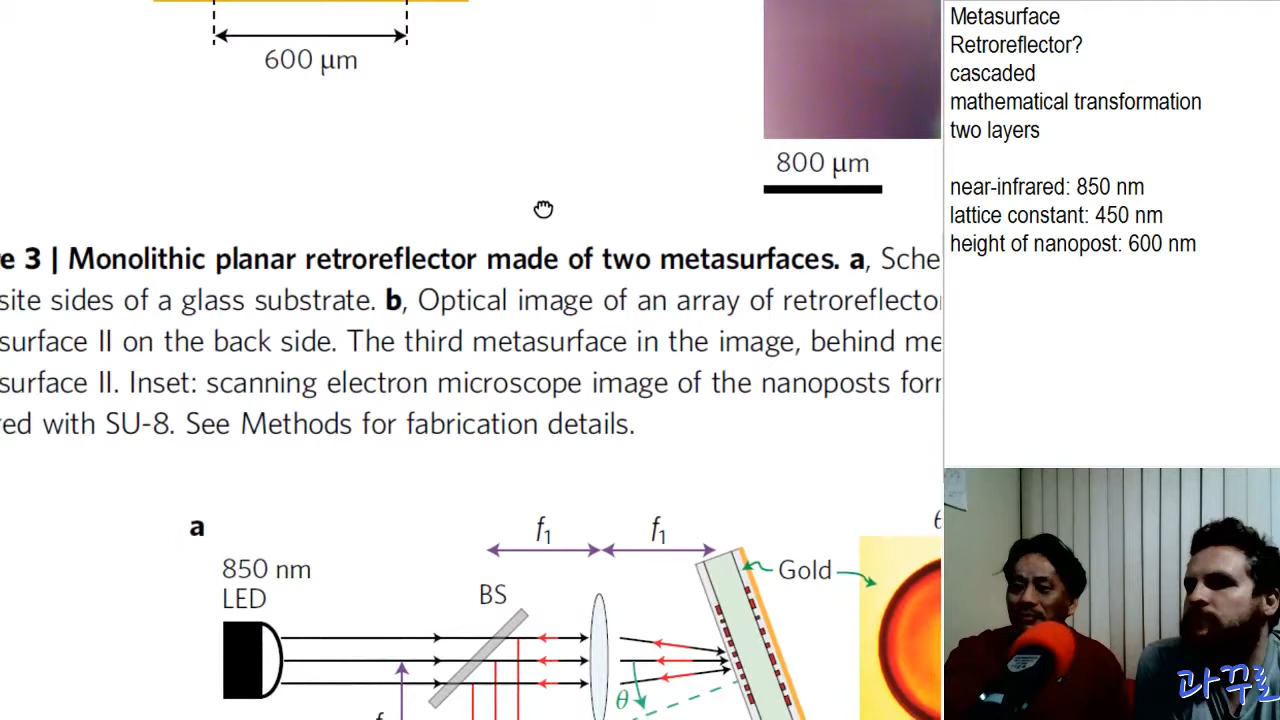 600 μm
800 μm
e 3 | Monolithic planar retroreflector made of two metasurfaces. a, Sche
site sides of a glass substrate. b, Optical image of an array of retroreflecto
surface II on the back side. The third metasurface in the image, behind me
surface II. Inset: scanning electron microscope image of the nanoposts for
red with SU-8. See Methods for fabrication details.
a
f1 f1
850 nm
LED
BS
Gold
θ
Metasurface
Retroreflector?
cascaded
mathematical transformation
two layers
near-infrared: 850 nm
lattice constant: 450 nm
height of nanopost: 600 nm
과꾸로